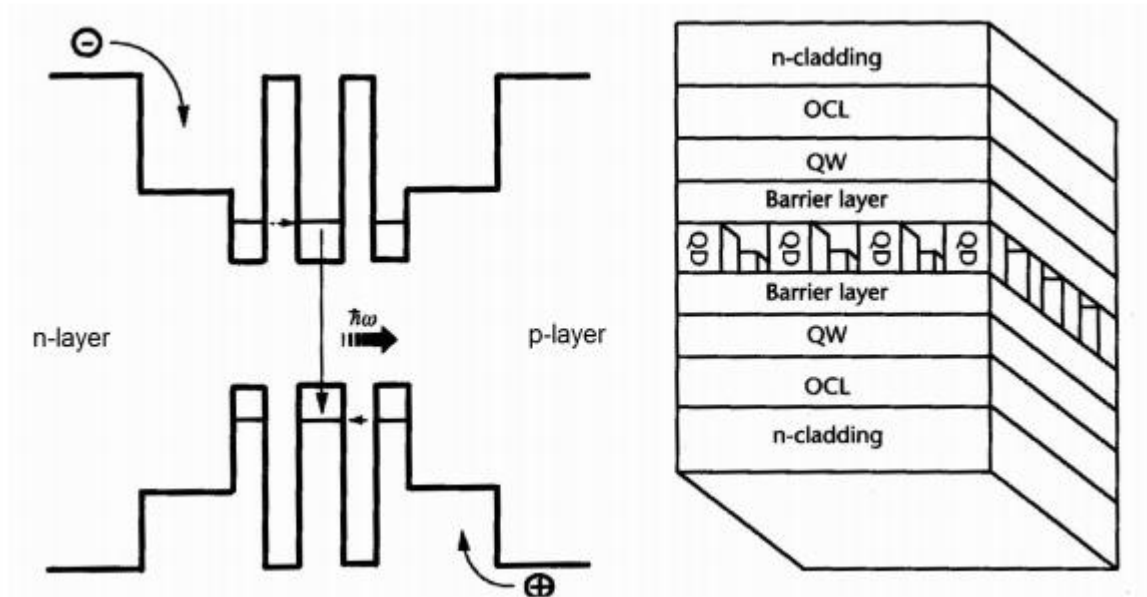 ⊖
n-layer
ħω
p-layer
⊕
n-cladding
OCL
QW
Barrier layer
QD QD QD QD
Barrier layer
QW
OCL
n-cladding